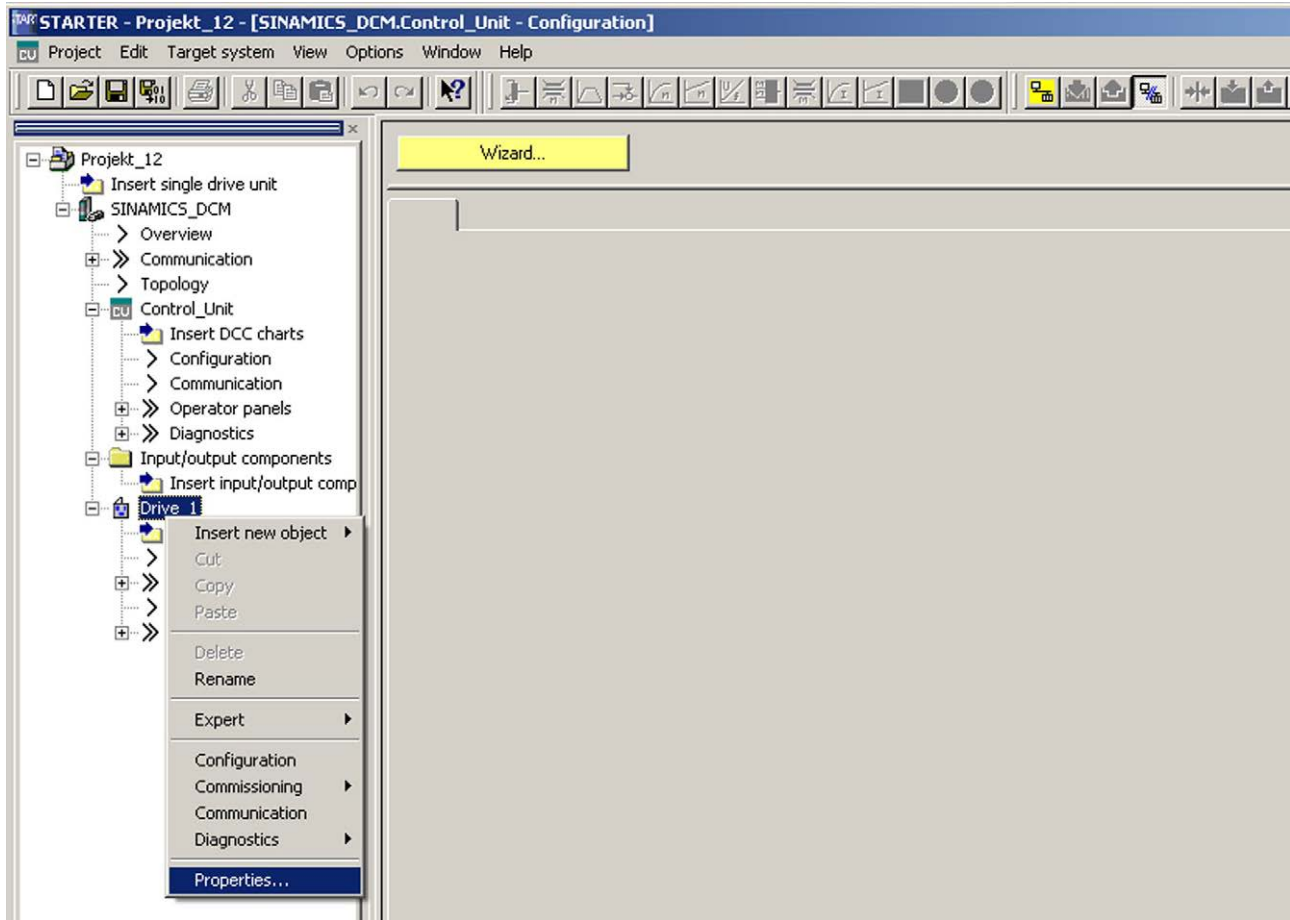 STARTER - Projekt_12 - [SINAMICS_DCM.Control_Unit - Configuration]
Project Edit Target system View Options Window Help
Wizard...
Projekt_12
Insert single drive unit
SINAMICS_DCM
Overview
Communication
Topology
Control_Unit
Insert DCC charts
Configuration
Communication
Operator panels
Diagnostics
Input/output components
Insert input/output comp
Drive_1
Insert new object
Cut
Copy
Paste
Delete
Rename
Expert
Configuration
Commissioning
Communication
Diagnostics
Properties...